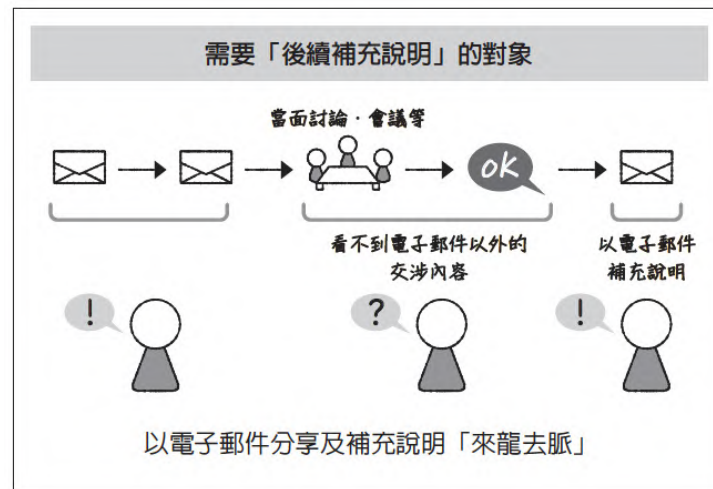 需要「後續補充說明」的對象
當面討論・會議等
OK
看不到電子郵件以外的
交涉內容
以電子郵件
補充說明
!
?
!
以電子郵件分享及補充說明「來龍去脈」